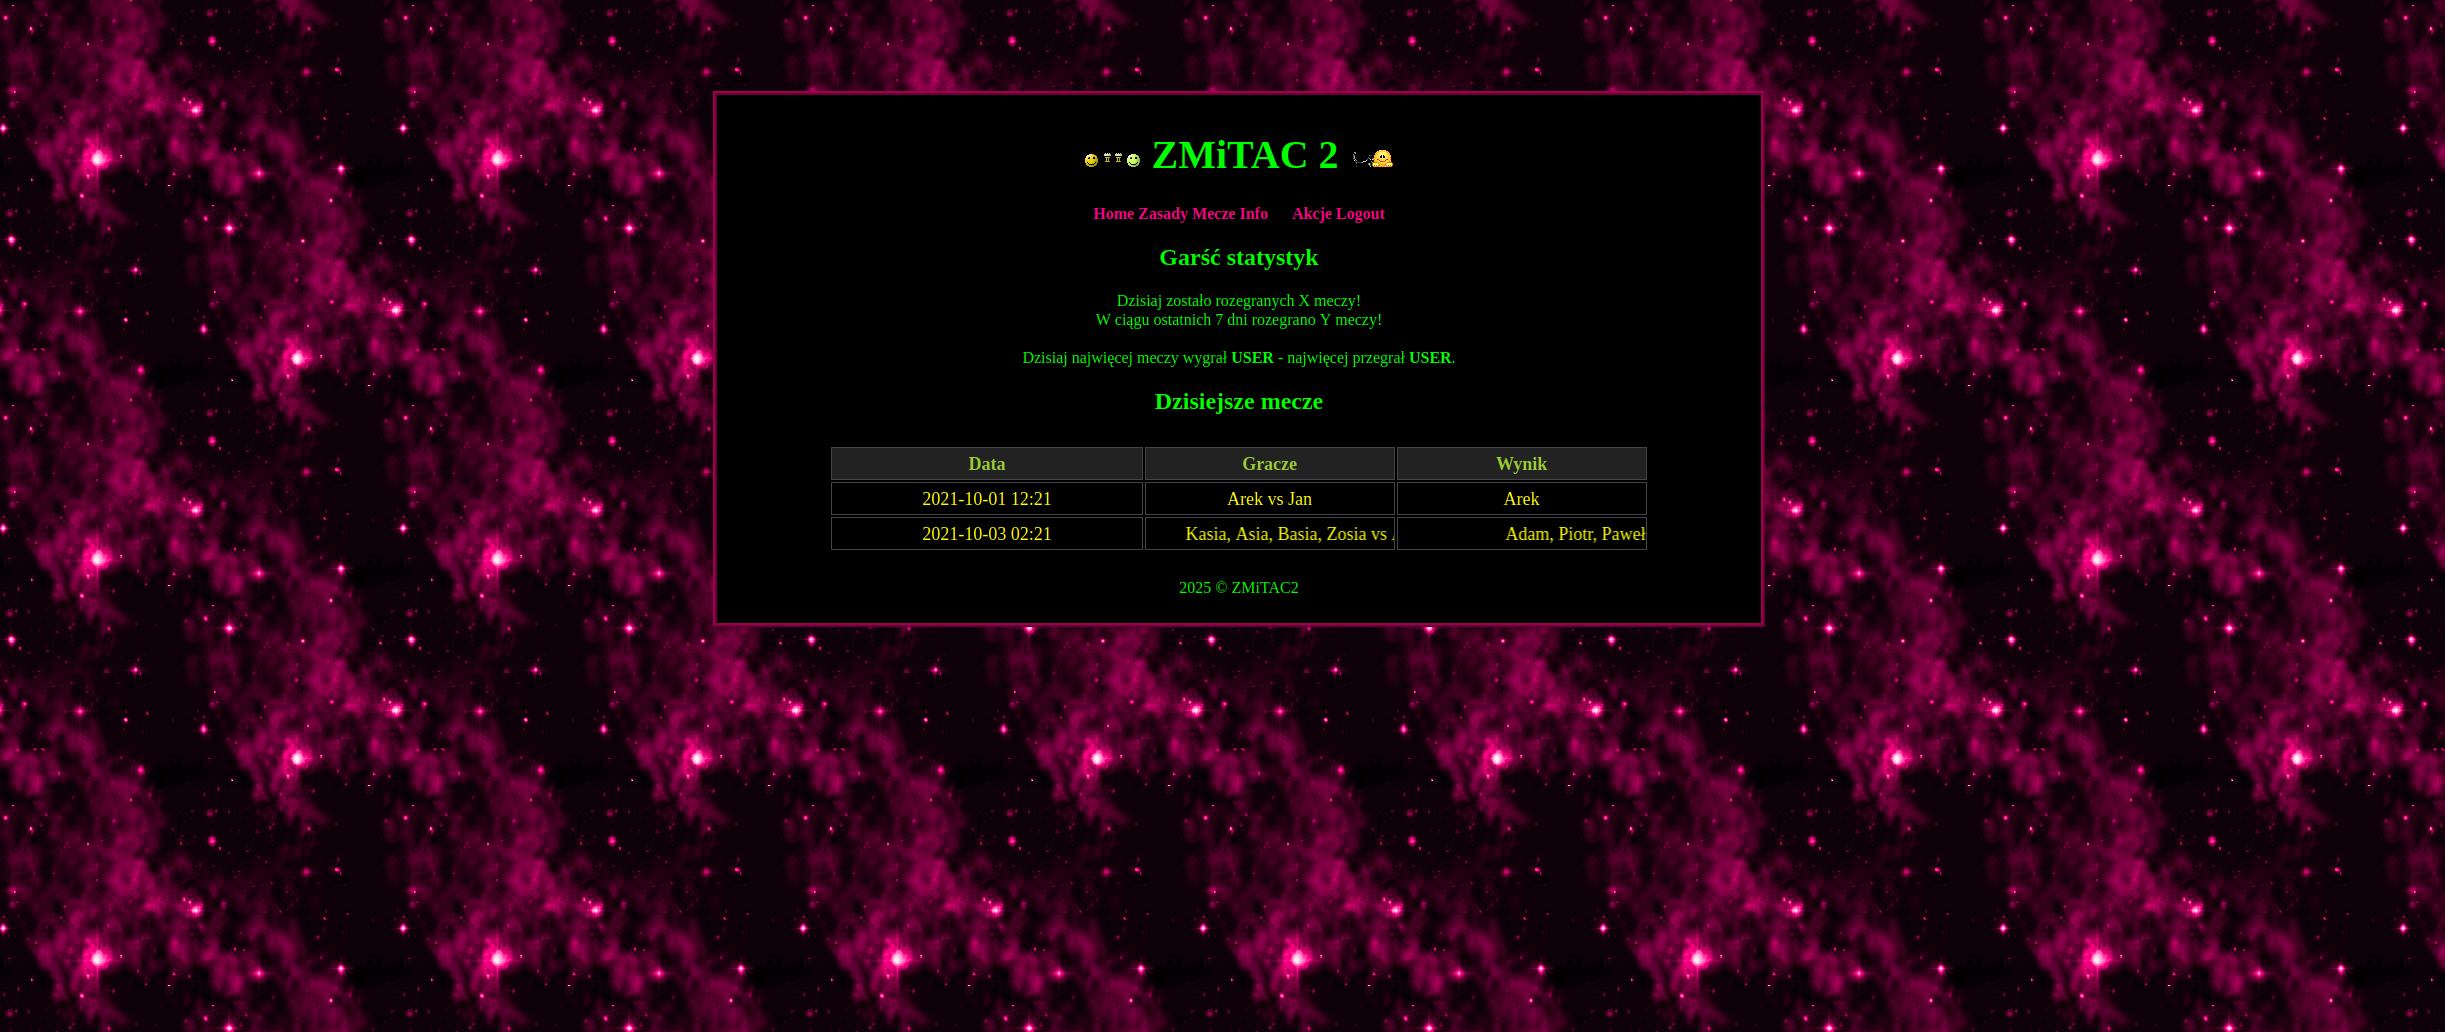 ZMiTAC 2
Home Zasady Mecze Info Akcje Logout
Garść statystyk
Dzisiaj zostało rozegranych X meczy!
W ciągu ostatnich 7 dni rozegrano Y meczy!
Dzisiaj najwięcej meczy wygrał USER - najwięcej przegrał USER.
Dzisiejsze mecze
Data Gracze Wynik
2021-10-01 12:21 Arek vs Jan Arek
2021-10-03 02:21 Kasia, Asia, Basia, Zosia vs Adam, Piotr, Paweł
2025 © ZMiTAC2